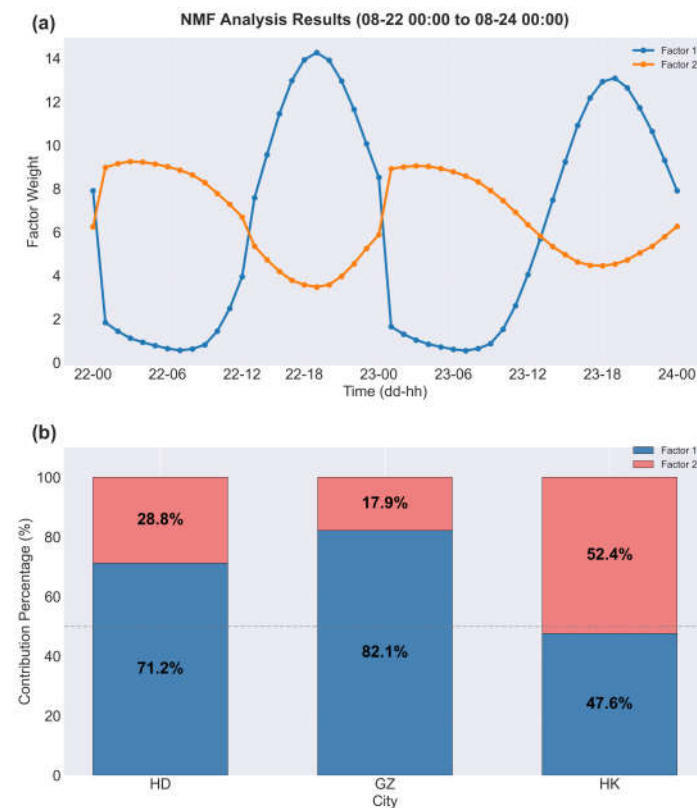 (a)
NMF Analysis Results (08-22 00:00 to 08-24 00:00)
Factor 1
Factor 2
14
12
10
8
6
4
2
0
Factor Weight
22-00 22-06 22-12 22-18 23-00 23-06 23-12 23-18 24-00
Time (dd-hh)
(b)
Factor 1
Factor 2
100
80
60
40
20
0
Contribution Percentage (%)
28.8% 17.9% 52.4%
71.2% 82.1% 47.6%
HD GZ HK
City